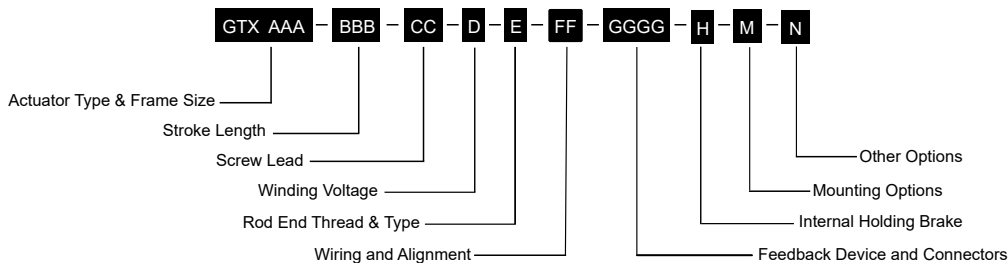 GTX AAA - BBB - CC - D - E - FF - GGGG - H - M - N
Actuator Type & Frame Size
Stroke Length
Screw Lead
Winding Voltage
Rod End Thread & Type
Wiring and Alignment
Other Options
Mounting Options
Internal Holding Brake
Feedback Device and Connectors